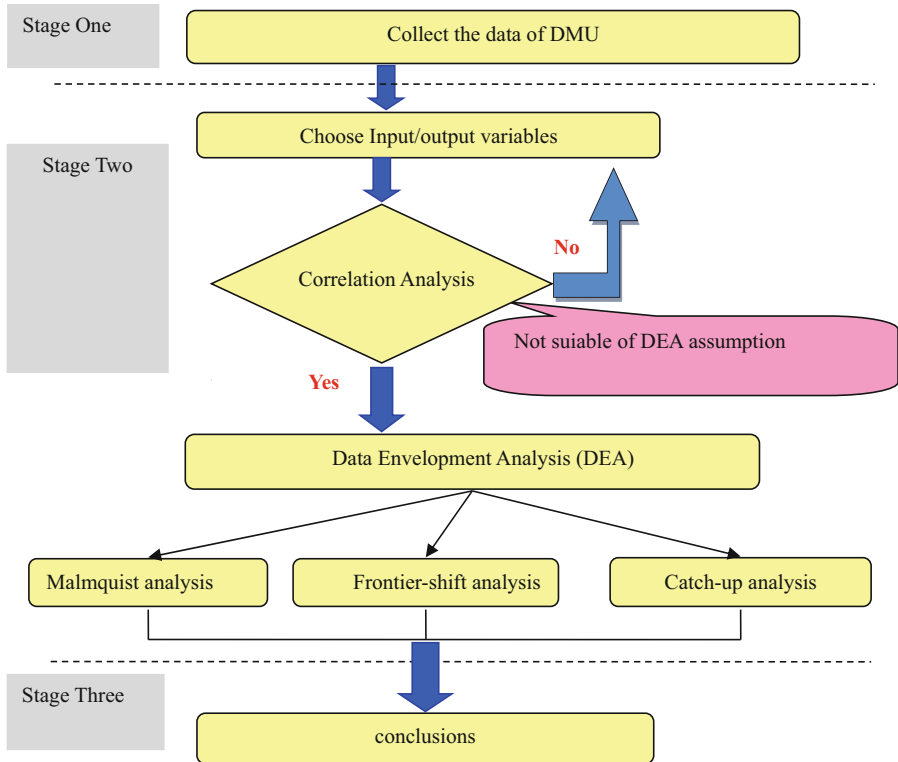 Stage One
Collect the data of DMU
Choose Input/output variables
Stage Two
Correlation Analysis
No
Not suiable of DEA assumption
Yes
Data Envelopment Analysis (DEA)
Malmquist analysis
Frontier-shift analysis
Catch-up analysis
Stage Three
conclusions